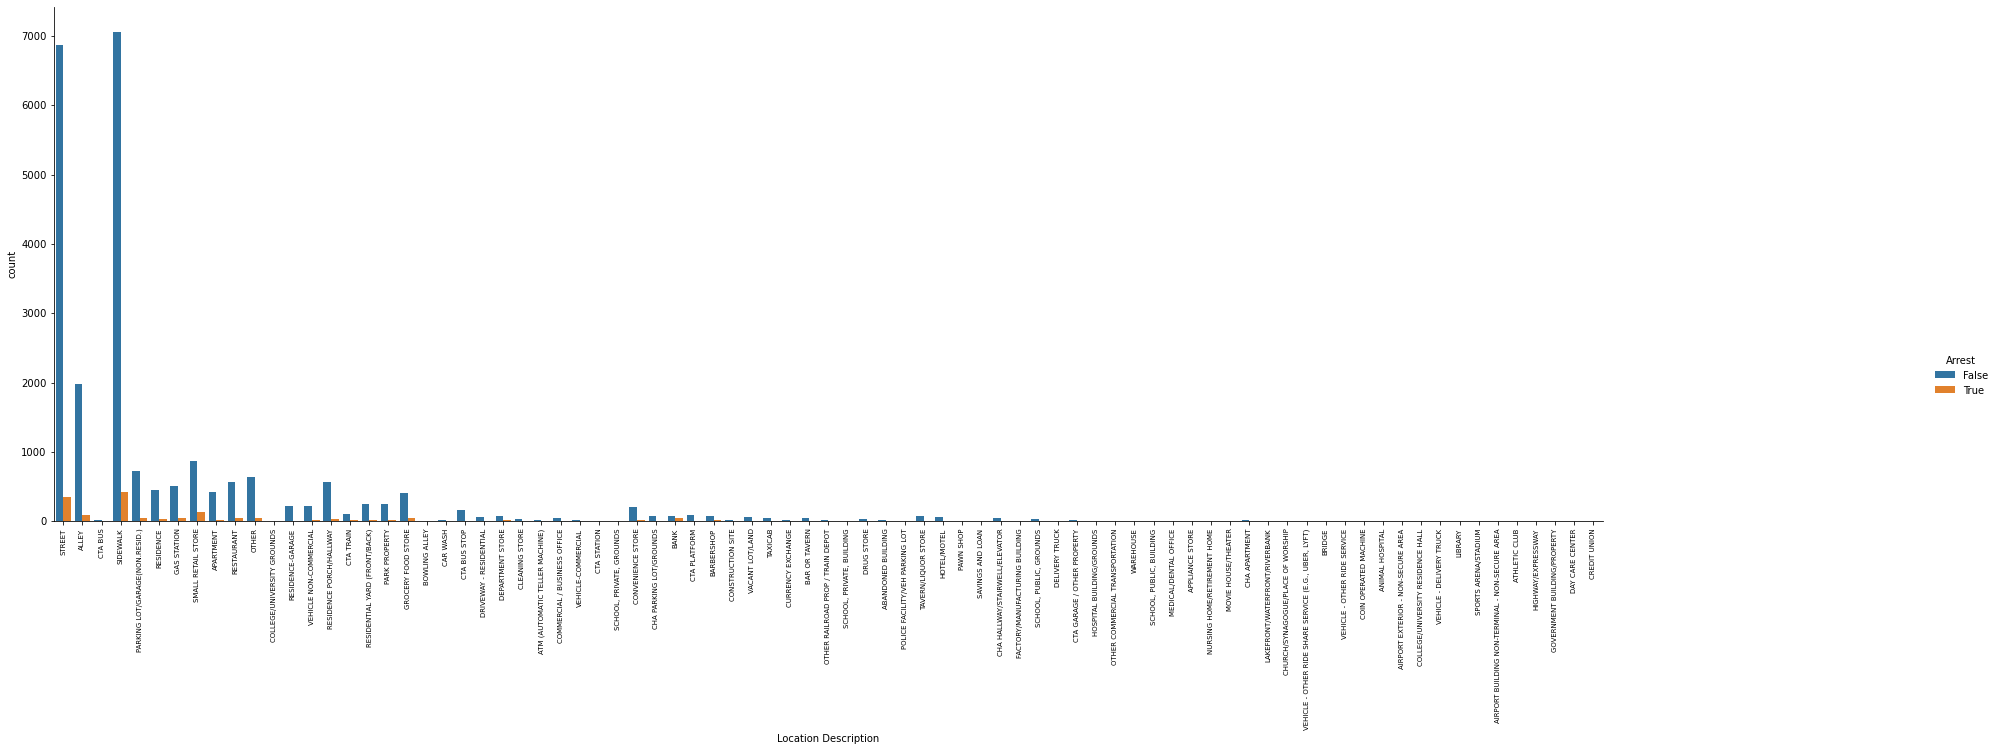 7000
6000
5000
4000
3000
2000
1000
0
count
STREET
ALLEY
CTA BUS
SIDEWALK
PARKING LOT/GARAGE(NON.RESID.)
RESIDENCE
GAS STATION
SMALL RETAIL STORE
APARTMENT
RESTAURANT
OTHER
COLLEGE/UNIVERSITY GROUNDS
RESIDENCE-GARAGE
VEHICLE NON-COMMERCIAL
RESIDENCE PORCH/HALLWAY
CTA TRAIN
RESIDENTIAL YARD (FRONT/BACK)
PARK PROPERTY
GROCERY FOOD STORE
BOWLING ALLEY
CAR WASH
CTA BUS STOP
DRIVEWAY - RESIDENTIAL
DEPARTMENT STORE
CLEANING STORE
ATM (AUTOMATIC TELLER MACHINE)
COMMERCIAL / BUSINESS OFFICE
VEHICLE-COMMERCIAL
CTA STATION
SCHOOL, PRIVATE, GROUNDS
CONVENIENCE STORE
CHA PARKING LOT/GROUNDS
BANK
CTA PLATFORM
BARBERSHOP
CONSTRUCTION SITE
VACANT LOT/LAND
TAXICAB
CURRENCY EXCHANGE
BAR OR TAVERN
OTHER RAILROAD PROP / TRAIN DEPOT
SCHOOL, PRIVATE, BUILDING
DRUG STORE
ABANDONED BUILDING
POLICE FACILITY/VEH PARKING LOT
TAVERN/LIQUOR STORE
HOTEL/MOTEL
PAWN SHOP
SAVINGS AND LOAN
CHA HALLWAY/STAIRWELL/ELEVATOR
FACTORY/MANUFACTURING BUILDING
SCHOOL, PUBLIC, GROUNDS
DELIVERY TRUCK
CTA GARAGE / OTHER PROPERTY
HOSPITAL BUILDING/GROUNDS
OTHER COMMERCIAL TRANSPORTATION
WAREHOUSE
SCHOOL, PUBLIC, BUILDING
MEDICAL/DENTAL OFFICE
APPLIANCE STORE
NURSING HOME/RETIREMENT HOME
MOVIE HOUSE/THEATER
CHA APARTMENT
LAKEFRONT/WATERFRONT/RIVERBANK
CHURCH/SYNAGOGUE/PLACE OF WORSHIP
VEHICLE - OTHER RIDE SHARE SERVICE (E.G., UBER, LYFT)
BRIDGE
VEHICLE - OTHER RIDE SERVICE
COIN OPERATED MACHINE
ANIMAL HOSPITAL
AIRPORT EXTERIOR - NON-SECURE AREA
COLLEGE/UNIVERSITY RESIDENCE HALL
VEHICLE - DELIVERY TRUCK
LIBRARY
SPORTS ARENA/STADIUM
AIRPORT BUILDING NON-TERMINAL - NON-SECURE AREA
ATHLETIC CLUB
HIGHWAY/EXPRESSWAY
GOVERNMENT BUILDING/PROPERTY
DAY CARE CENTER
CREDIT UNION
Location Description
Arrest
False
True